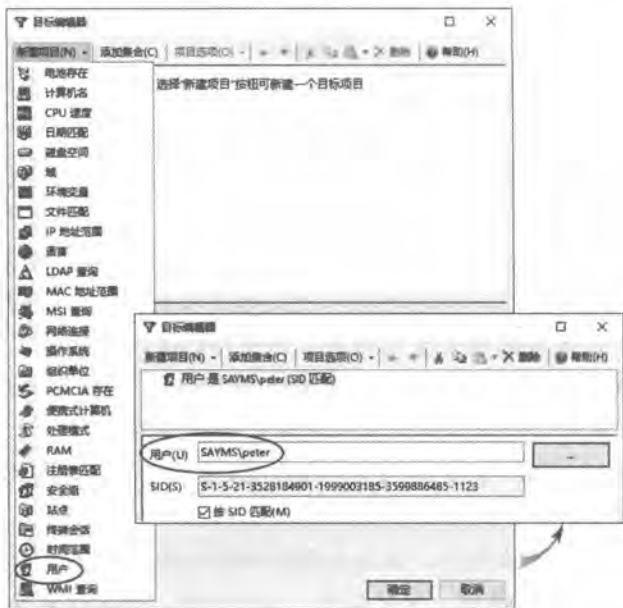 目标编辑器
新建项目(N) 添加集合(C) 项目选项(O) 删除 帮助(H)
选择"新建项目"按钮可新建一个目标项目
电池存在
计算机名
CPU 速度
日期匹配
磁盘空间
域
环境变量
文件匹配
IP 地址范围
语言
LDAP 查询
MAC 地址范围
MSI 查询
网络连接
操作系统
组织单位
PCMCIA 存在
便携式计算机
处理模式
RAM
注册表匹配
安全组
站点
终端会话
时间范围
用户
WMI 查询
目标编辑器
新建项目(N) 添加集合(C) 项目选项(O) 删除 帮助(H)
用户 是 SAYMS\peter (SID 匹配)
用户(U) SAYMS\peter ...
SID(S) S-1-5-21-3528184901-1999003185-3599886485-1123
按 SID 匹配(M)
确定 取消